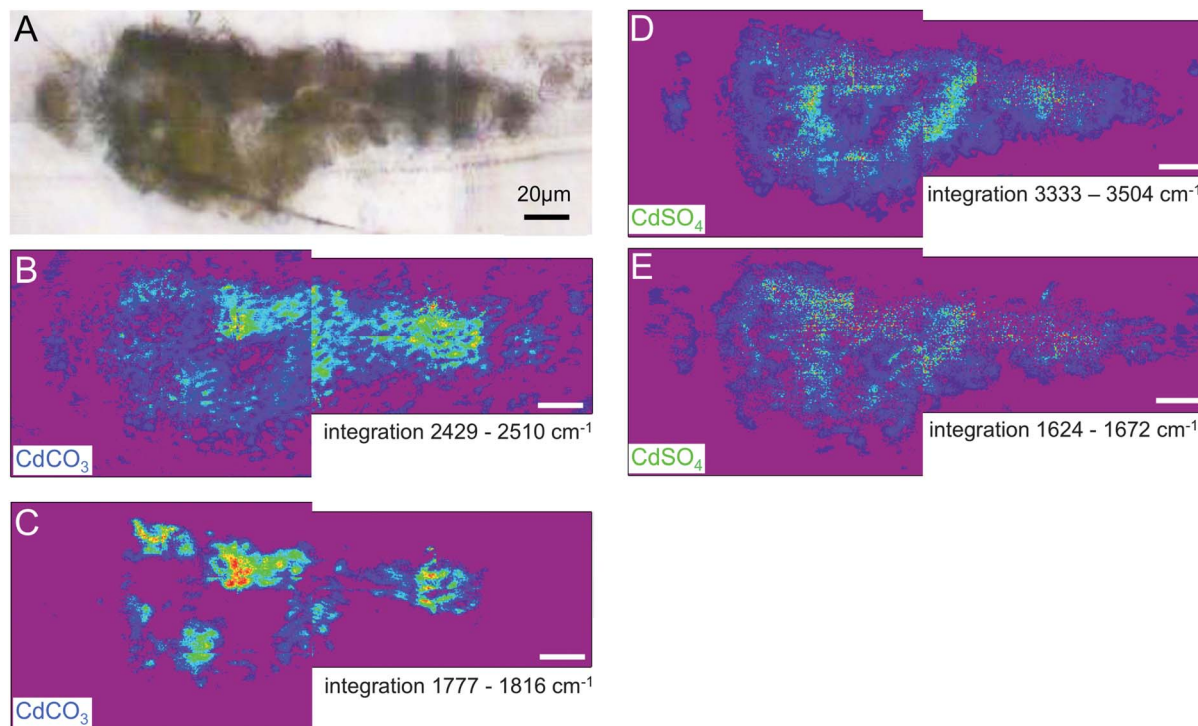 A
20µm
B
CdCO₃
integration 2429 - 2510 cm⁻¹
C
CdCO₃
integration 1777 - 1816 cm⁻¹
D
CdSO₄
integration 3333 – 3504 cm⁻¹
E
CdSO₄
integration 1624 - 1672 cm⁻¹